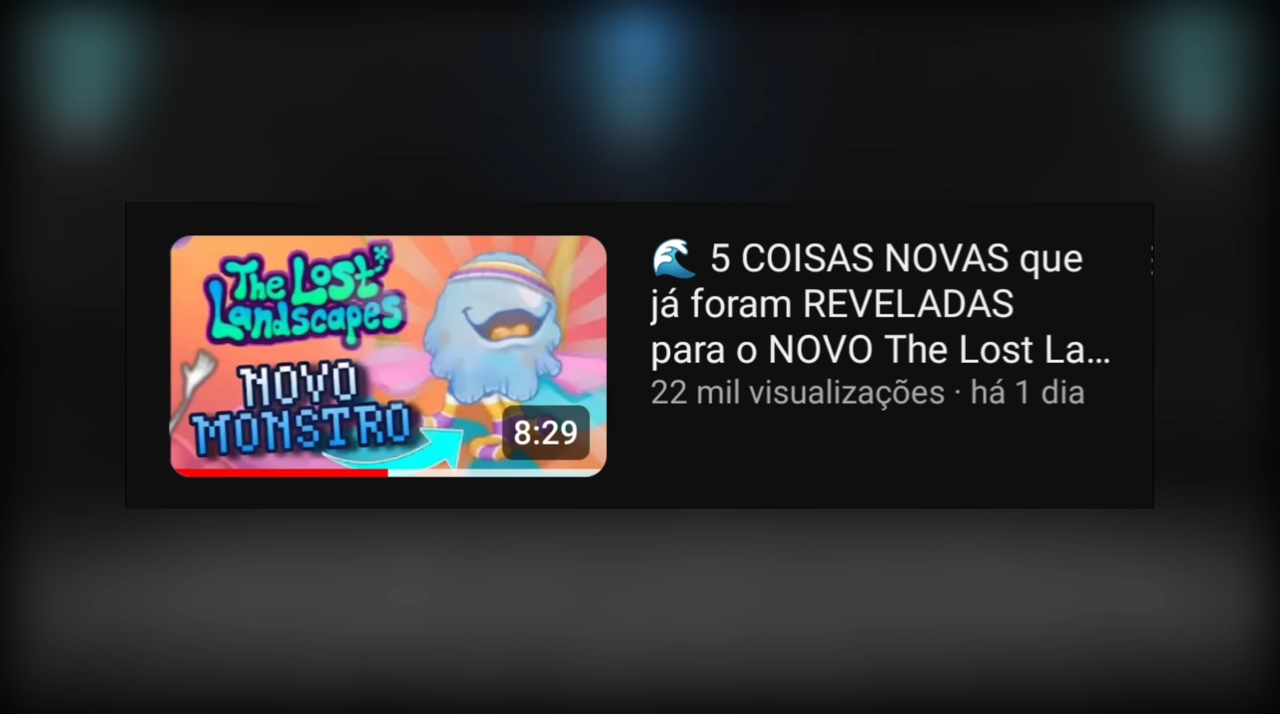 The Lost
Landscapes
NOVO
MONSTRO
8:29
🌊 5 COISAS NOVAS que
já foram REVELADAS
para o NOVO The Lost La...
22 mil visualizações · há 1 dia